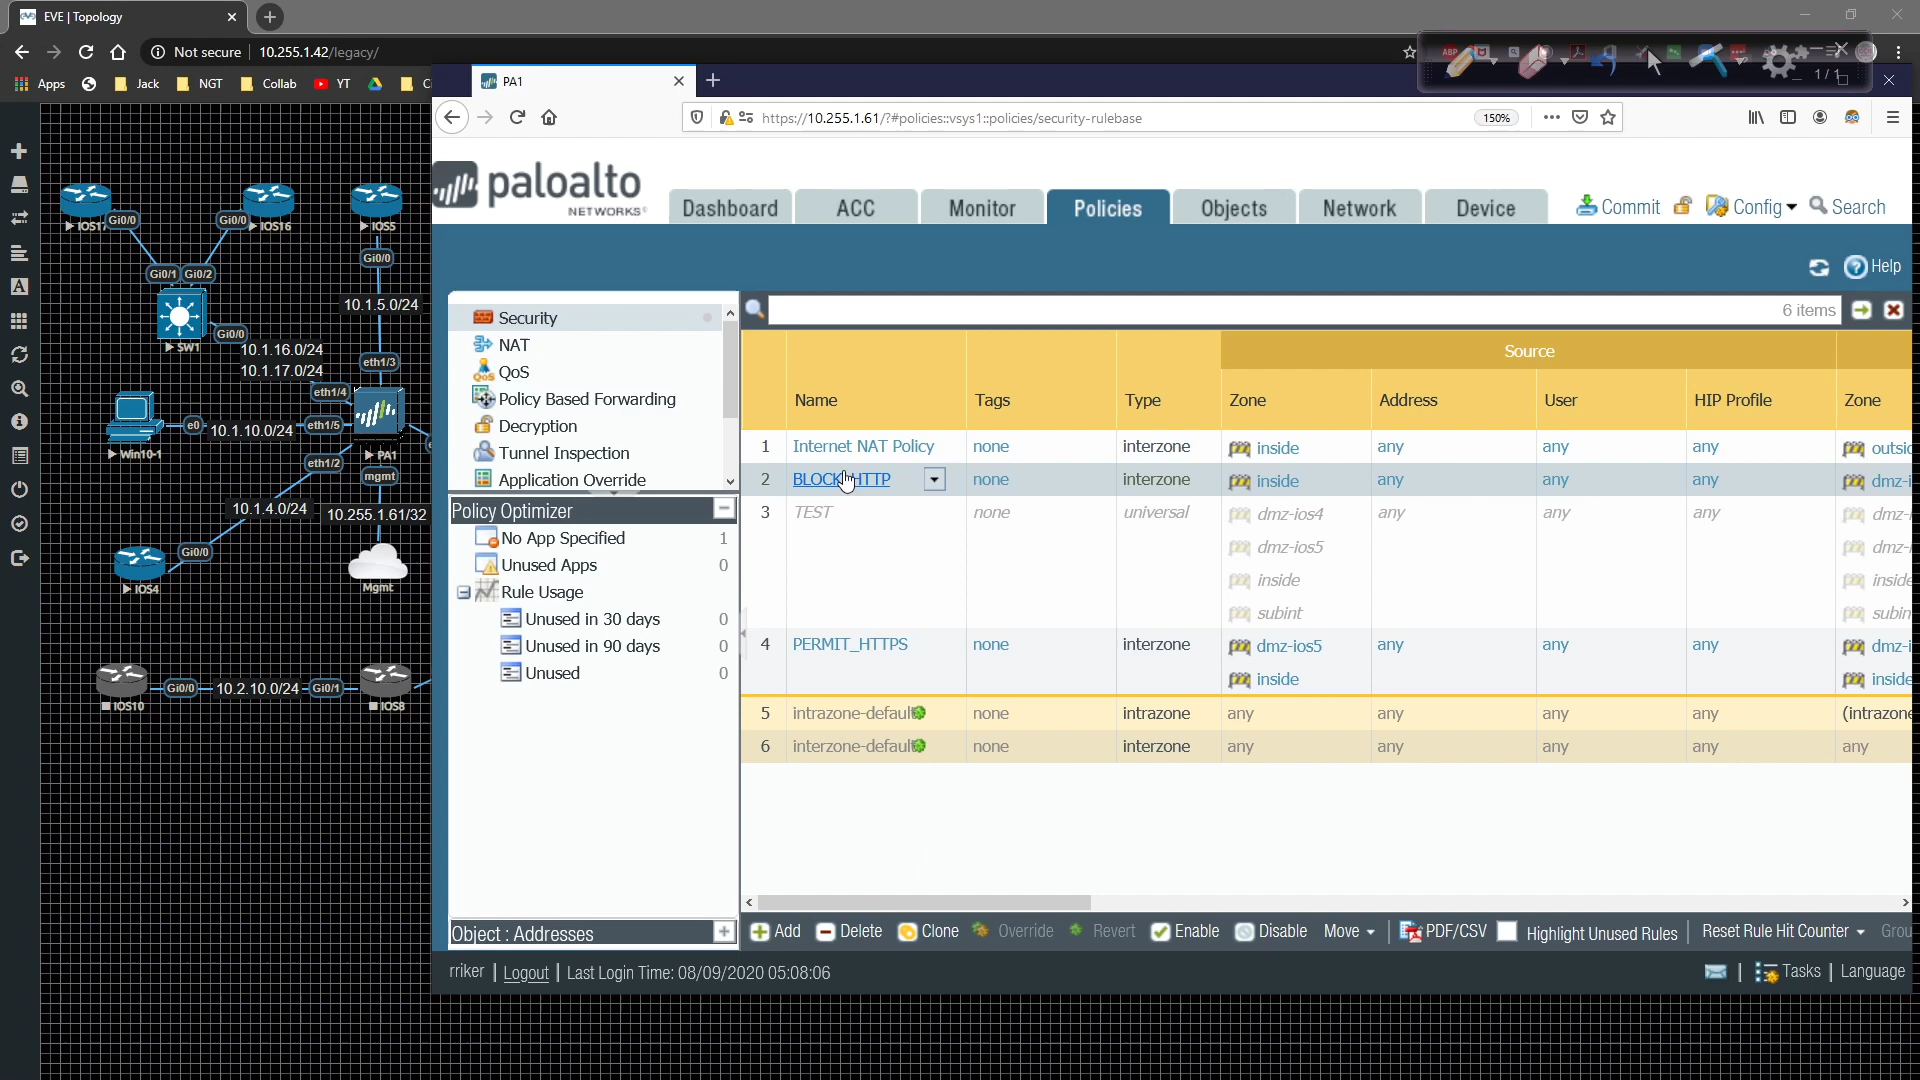 EVE | Topology
Not secure | 10.255.1.42/legacy/
Apps
Jack
NGT
Collab
YT
ABP
1 / 1
PA1
https://10.255.1.61/?#policies::vsys1::policies/security-rulebase
150%
paloalto
NETWORKS
Dashboard
ACC
Monitor
Policies
Objects
Network
Device
Commit
Config
Search
Help
Security
NAT
QoS
Policy Based Forwarding
Decryption
Tunnel Inspection
Application Override
Policy Optimizer
No App Specified 1
Unused Apps 0
Rule Usage
Unused in 30 days 0
Unused in 90 days 0
Unused 0
Object : Addresses
6 items
Source
Name Tags Type Zone Address User HIP Profile Zone
1 Internet NAT Policy none interzone inside any any any
2 none interzone inside any any any
3 TEST none universal dmz-ios4 any any any
dmz-ios5
inside inside
subint
4 PERMIT_HTTPS none interzone dmz-ios5 any any any
inside inside
5 none intrazone any any any any
6 none interzone any any any any any
Add Delete Clone Override Revert Enable Disable Move PDF/CSV Highlight Unused Rules Reset Rule Hit Counter
rriker | Logout | Last Login Time: 08/09/2020 05:08:06
Tasks | Language
IOS17
Gi0/0
Gi0/0
IOS16
IOS5
Gi0/0
Gi0/1
Gi0/2
10.1.5.0/24
SW1
Gi0/0
10.1.16.0/24
10.1.17.0/24
eth1/3
eth1/4
Win10-1
e0
10.1.10.0/24
eth1/5
PA1
eth1/2
mgmt
10.1.4.0/24
10.255.1.61/32
IOS4
Gi0/0
Mgmt
IOS10
Gi0/0
10.2.10.0/24
Gi0/1
IOS8